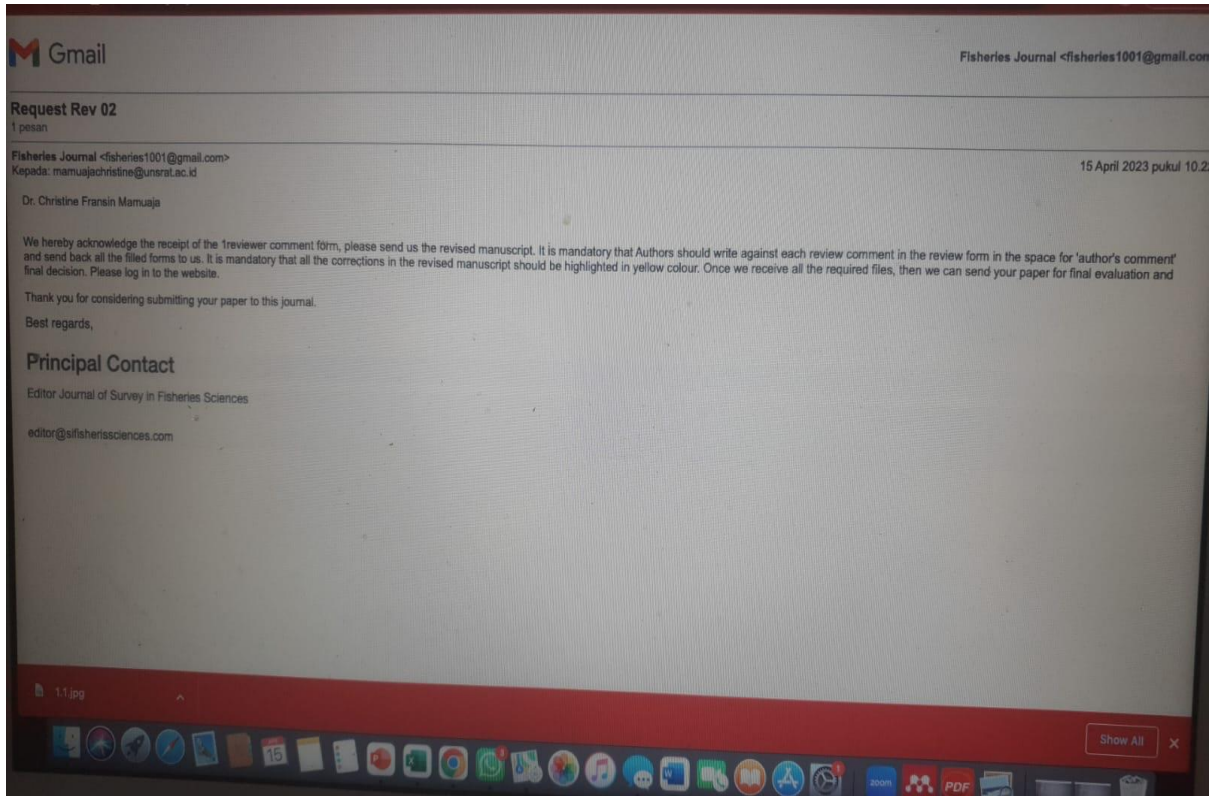 Gmail
Fisheries Journal <fisheries1001@gmail.com
Request Rev 02
1 pesan
Fisheries Journal <fisheries1001@gmail.com>
Kepada: mamuajachristine@unsrat.ac.id
15 April 2023 pukul 10.2
Dr. Christine Fransin Mamuaja
We hereby acknowledge the receipt of the 1reviewer comment form, please send us the revised manuscript. It is mandatory that Authors should write against each review comment in the review form in the space for 'author's comment'
and send back all the filled forms to us. It is mandatory that all the corrections in the revised manuscript should be highlighted in yellow colour. Once we receive all the required files, then we can send your paper for final evaluation and
final decision. Please log in to the website.
Thank you for considering submitting your paper to this journal.
Best regards,
Principal Contact
Editor Journal of Survey in Fisheries Sciences
editor@sifisherissciences.com
1.1.jpg
Show All
15
zoom
PDF